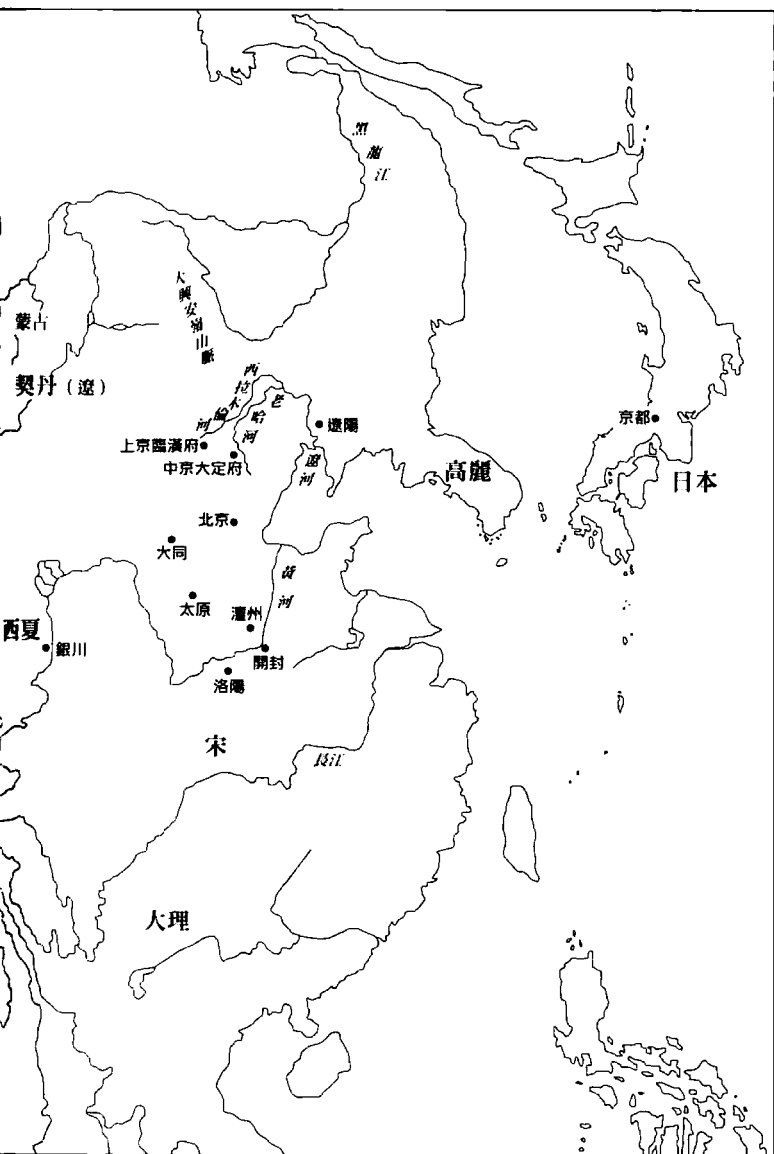 黑龍江
大興安嶺山脈
蒙古
契丹（遼）
西拉木倫河
老哈河
上京臨潢府
中京大定府
遼陽
遼河
京都
高麗
日本
北京
大同
黃河
太原
澶州
西夏
銀川
開封
洛陽
宋
長江
大理